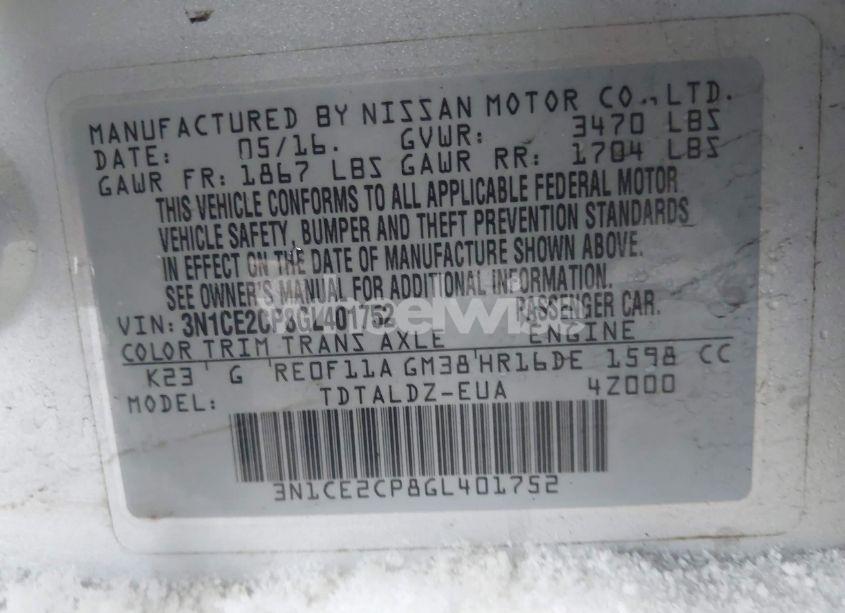 MANUFACTURED BY NISSAN MOTOR CO., LTD.
DATE: 05/16. GVWR: 3470 LBS
GAWR FR: 1867 LBS GAWR RR: 1704 LBS
THIS VEHICLE CONFORMS TO ALL APPLICABLE FEDERAL MOTOR
VEHICLE SAFETY, BUMPER AND THEFT PREVENTION STANDARDS
IN EFFECT ON THE DATE OF MANUFACTURE SHOWN ABOVE.
SEE OWNER'S MANUAL FOR ADDITIONAL INFORMATION.
VIN: 3N1CE2CP8GL401752 PASSENGER CAR.
COLOR TRIM TRANS AXLE ENGINE
K23 G RE0F11A GM38 HR16DE 1598 CC
MODEL: TDTALDZ-EUA 4Z000
3N1CE2CP8GL401752